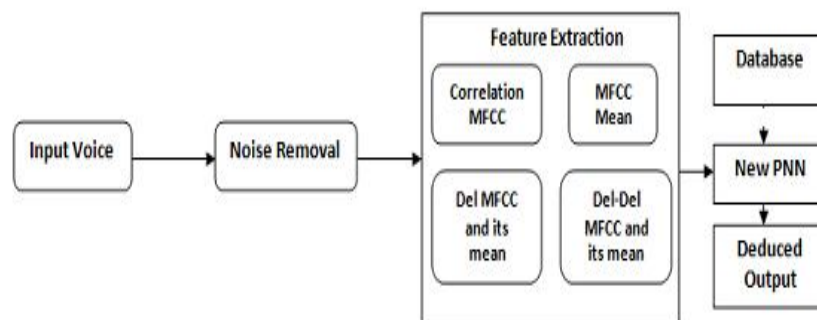 Feature Extraction
Correlation
MFCC
MFCC
Mean
Database
Input Voice
Noise Removal
New PNN
Del MFCC
and its
mean
Del-Del
MFCC and
its mean
Deduced
Output